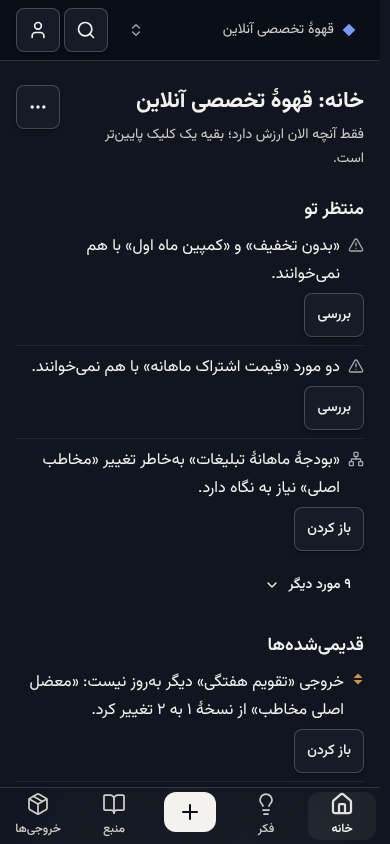 قهوهٔ تخصصی آنلاین
خانه: قهوهٔ تخصصی آنلاین
فقط آنچه الان ارزش دارد؛ بقیه یک کلیک پایین‌تر
است.
منتظر تو
«بدون تخفیف» و «کمپین ماه اول» با هم
نمی‌خوانند.
بررسی
دو مورد «قیمت اشتراک ماهانه» با هم نمی‌خوانند.
بررسی
«بودجهٔ ماهانهٔ تبلیغات» به‌خاطر تغییر «مخاطب
اصلی» نیاز به نگاه دارد.
باز کردن
۹ مورد دیگر
قدیمی‌شده‌ها
خروجی «تقویم هفتگی» دیگر به‌روز نیست: «معضل
اصلی مخاطب» از نسخهٔ ۱ به ۲ تغییر کرد.
باز کردن
خانه
فکر
منبع
خروجی‌ها